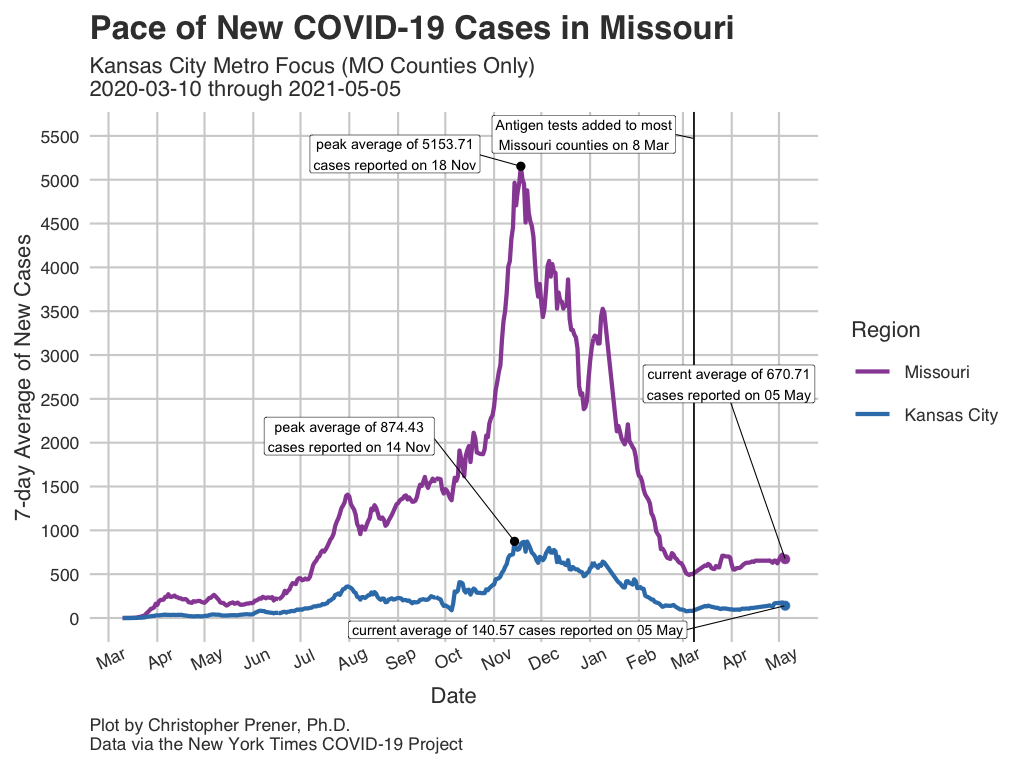 Pace of New COVID-19 Cases in Missouri
Kansas City Metro Focus (MO Counties Only)
2020-03-10 through 2021-05-05
7-day Average of New Cases
5500
5000
4500
4000
3500
3000
2500
2000
1500
1000
500
0
peak average of 5153.71
cases reported on 18 Nov
Antigen tests added to most
Missouri counties on 8 Mar
current average of 670.71
cases reported on 05 May
peak average of 874.43
cases reported on 14 Nov
current average of 140.57 cases reported on 05 May
Mar
Apr
May
Jun
Jul
Aug
Sep
Oct
Nov
Dec
Jan
Feb
Mar
Apr
May
Date
Region
Missouri
Kansas City
Plot by Christopher Prener, Ph.D.
Data via the New York Times COVID-19 Project